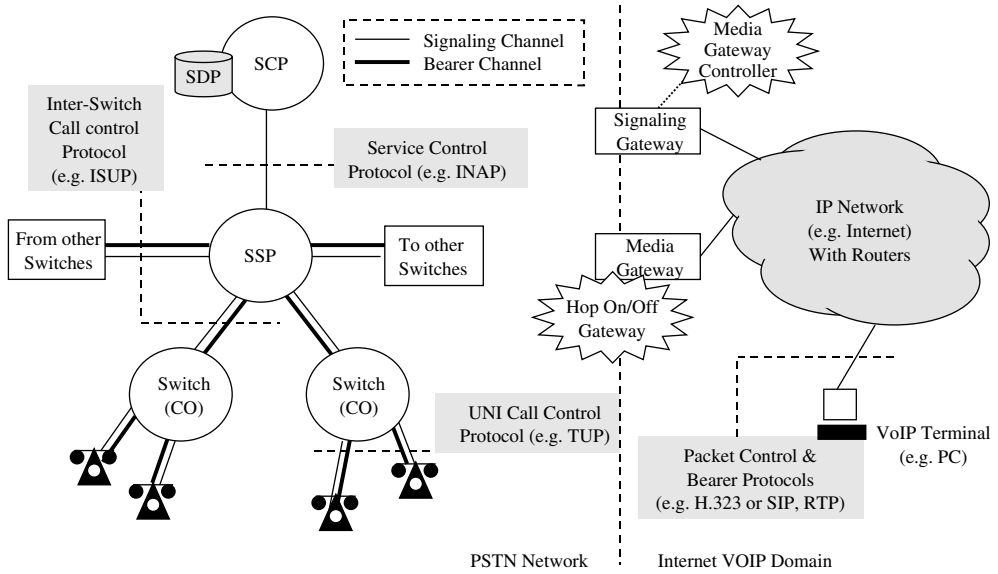 SCP
SDP
Signaling Channel
Bearer Channel
Media
Gateway
Controller
Inter-Switch
Call control
Protocol
(e.g. ISUP)
Service Control
Protocol (e.g. INAP)
Signaling
Gateway
From other
Switches
SSP
To other
Switches
Media
Gateway
Hop On/Off
Gateway
IP Network
(e.g. Internet)
With Routers
Switch
(CO)
Switch
(CO)
UNI Call Control
Protocol (e.g. TUP)
VoIP Terminal
(e.g. PC)
Packet Control &
Bearer Protocols
(e.g. H.323 or SIP, RTP)
PSTN Network
Internet VOIP Domain